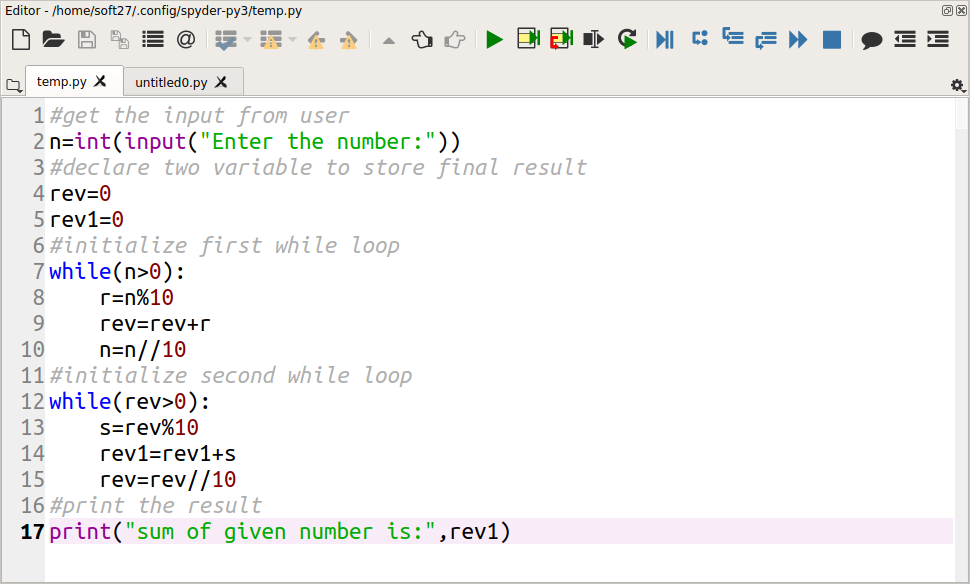 Editor - /home/soft27/.config/spyder-py3/temp.py
temp.py
untitled0.py
1 #get the input from user
2 n=int(input("Enter the number:"))
3 #declare two variable to store final result
4 rev=0
5 rev1=0
6 #initialize first while loop
7 while(n>0):
8     r=n%10
9     rev=rev+r
10     n=n//10
11 #initialize second while loop
12 while(rev>0):
13     s=rev%10
14     rev1=rev1+s
15     rev=rev//10
16 #print the result
17 print("sum of given number is:",rev1)